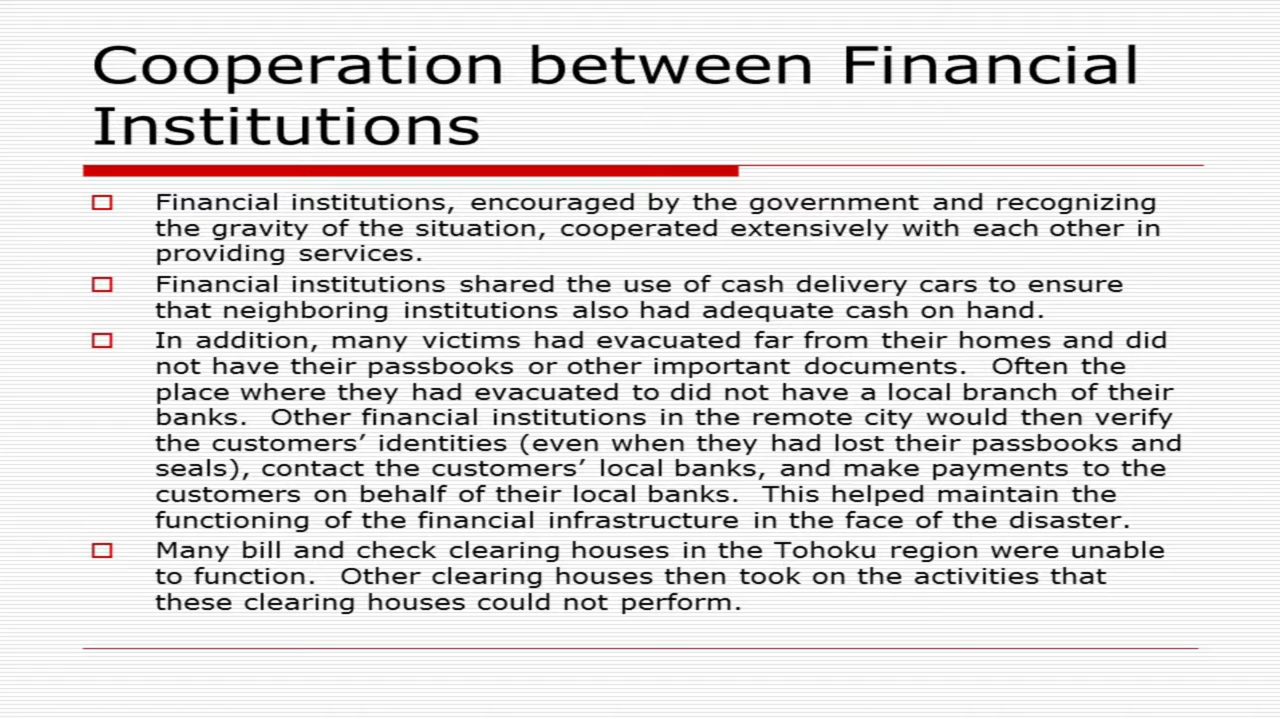 Cooperation between Financial
Institutions
Financial institutions, encouraged by the government and recognizing
the gravity of the situation, cooperated extensively with each other in
providing services.
Financial institutions shared the use of cash delivery cars to ensure
that neighboring institutions also had adequate cash on hand.
In addition, many victims had evacuated far from their homes and did
not have their passbooks or other important documents.  Often the
place where they had evacuated to did not have a local branch of their
banks.  Other financial institutions in the remote city would then verify
the customers’ identities (even when they had lost their passbooks and
seals), contact the customers’ local banks, and make payments to the
customers on behalf of their local banks.  This helped maintain the
functioning of the financial infrastructure in the face of the disaster.
Many bill and check clearing houses in the Tohoku region were unable
to function.  Other clearing houses then took on the activities that
these clearing houses could not perform.